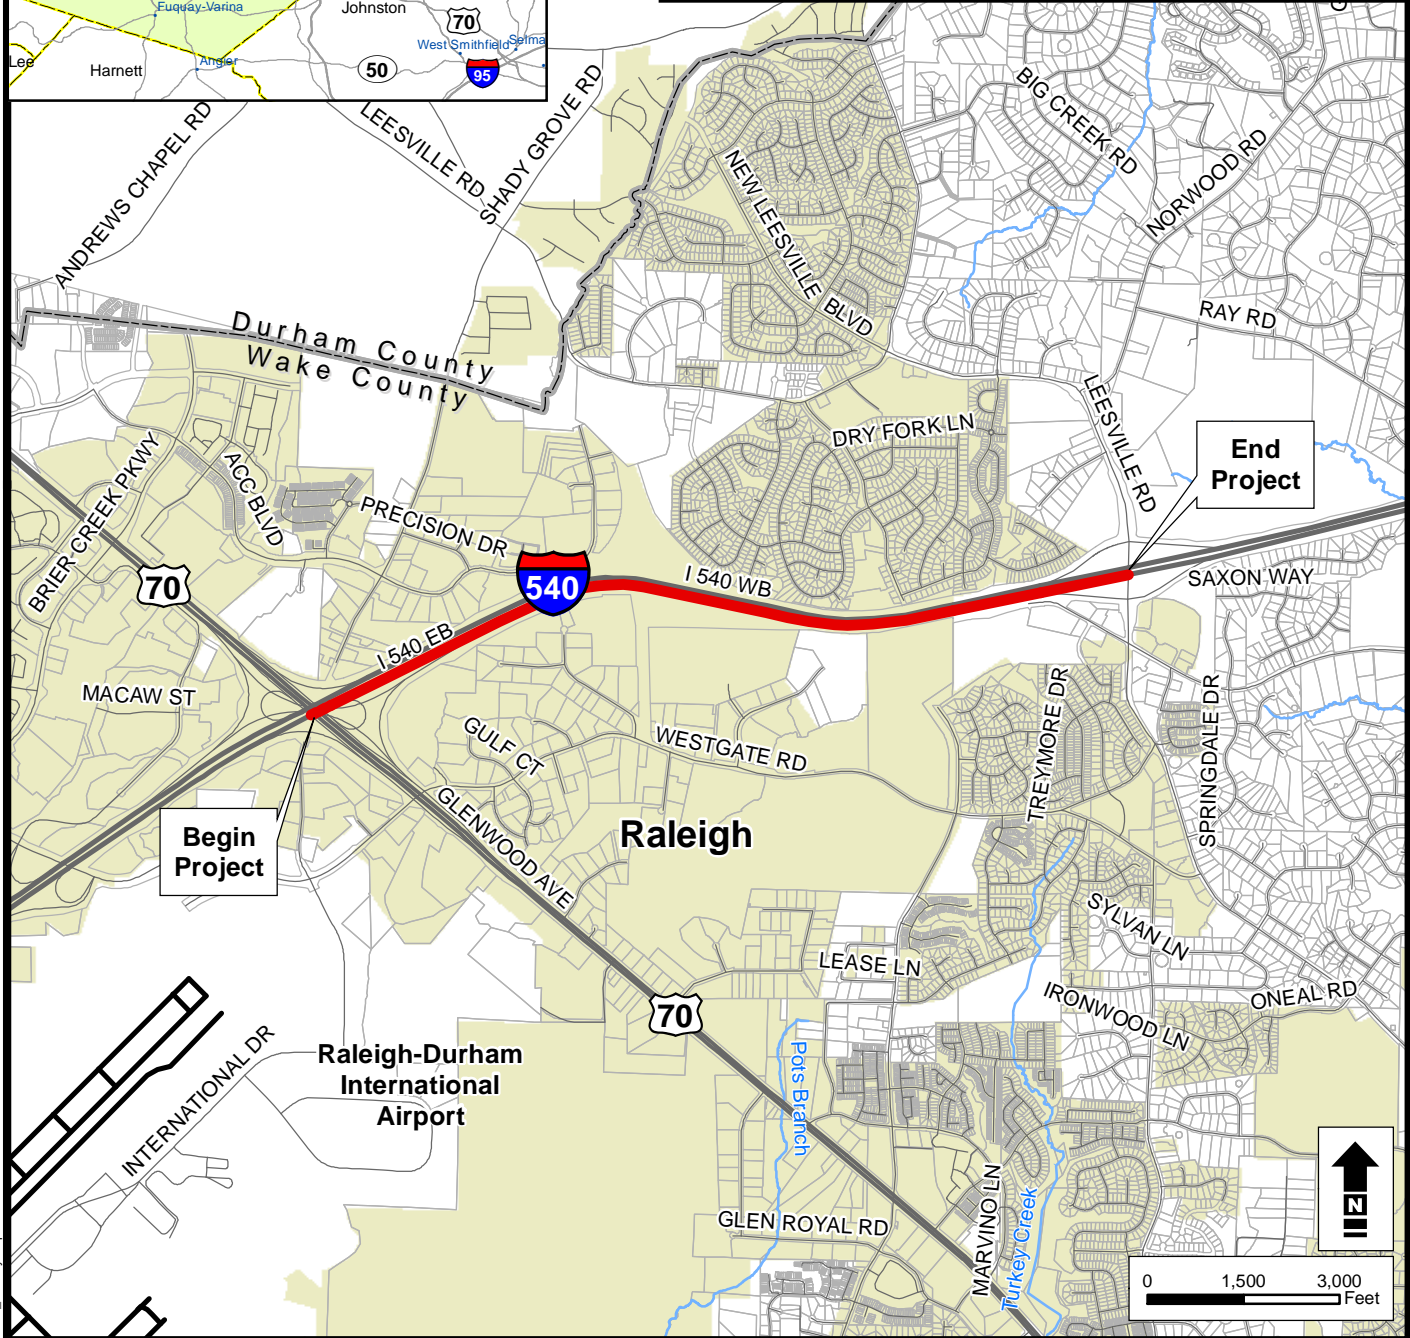 Fuquay-Varina
Johnston
70
West Smithfield
Selma
Lee
Harnett
Angier
50
95
ANDREWS CHAPEL RD
LEESVILLE RD
SHADY GROVE RD
BIG CREEK RD
NORWOOD RD
NEW LEESVILLE BLVD
RAY RD
Durham County
Wake County
LEESVILLE RD
DRY FORK LN
End
Project
BRIER CREEK PKWY
ACC BLVD
PRECISION DR
70
540
I 540 WB
SAXON WAY
I 540 EB
MACAW ST
GULF CT
WESTGATE RD
TREYMORE DR
SPRINGDALE DR
GLENWOOD AVE
Raleigh
Begin
Project
SYLVAN LN
LEASE LN
IRONWOOD LN
ONEAL RD
70
INTERNATIONAL DR
Raleigh-Durham
International
Airport
Pots Branch
GLEN ROYAL RD
MARVINO LN
Turkey Creek
N
0 1,500 3,000
Feet